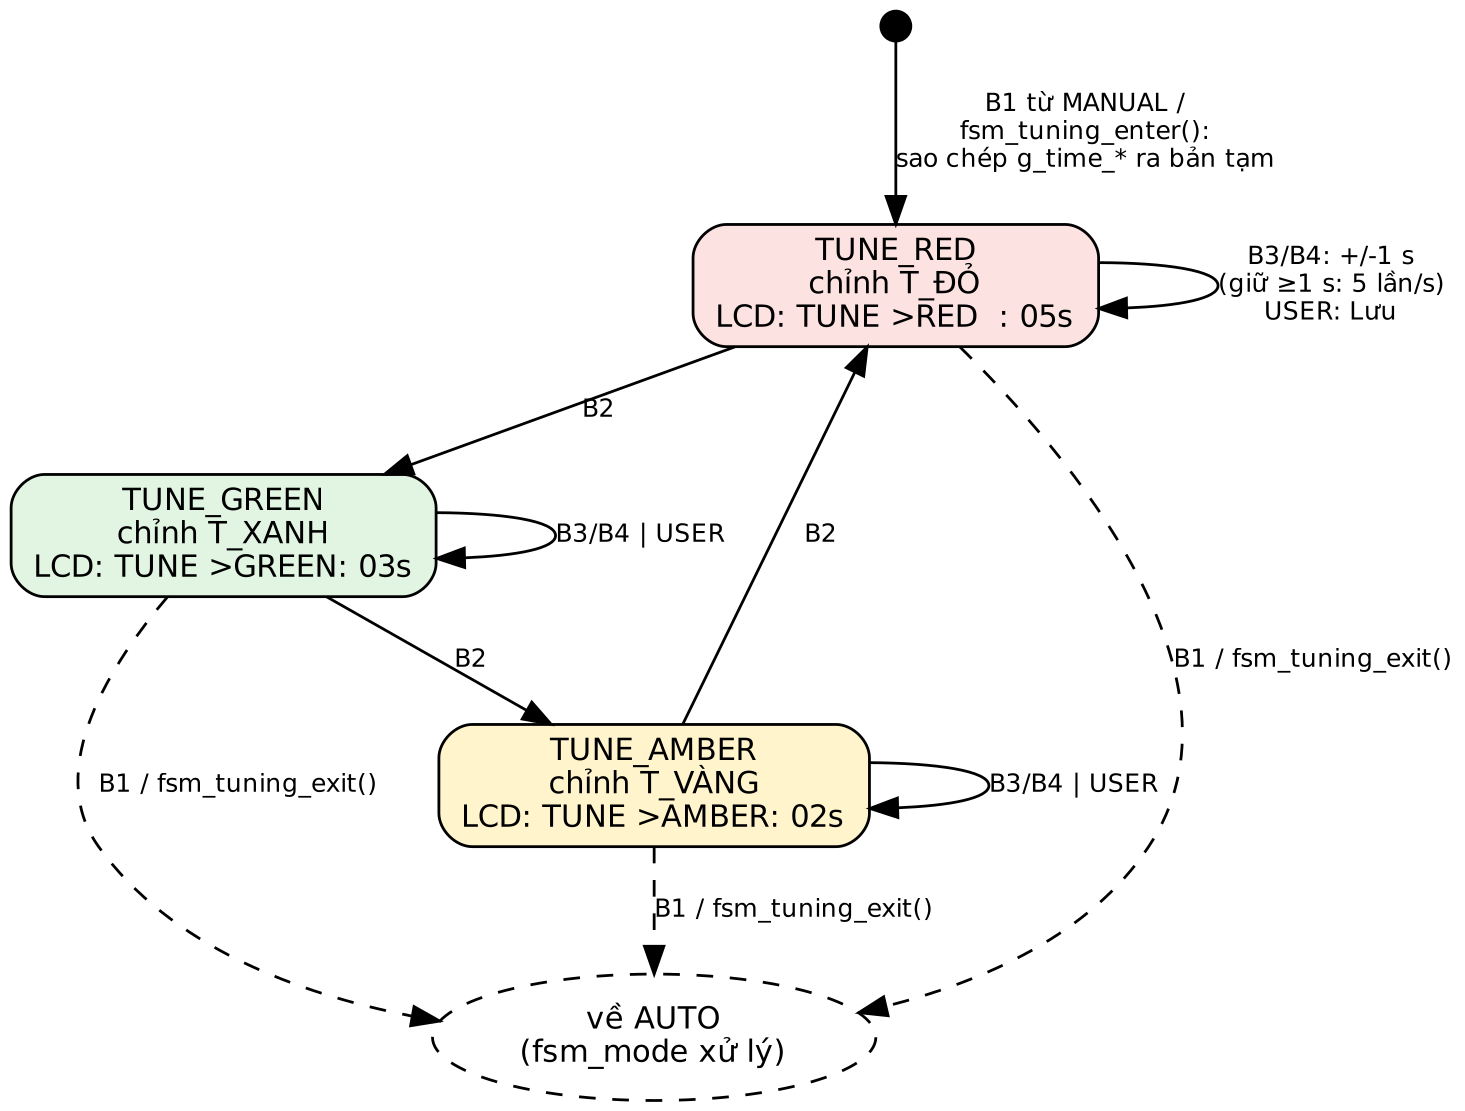 B1 từ MANUAL /
fsm_tuning_enter():
sao chép g_time_* ra bản tạm
TUNE_RED
chỉnh T_ĐỎ
LCD: TUNE >RED  : 05s
B3/B4: +/-1 s
(giữ ≥1 s: 5 lần/s)
USER: Lưu
B2
TUNE_GREEN
chỉnh T_XANH
LCD: TUNE >GREEN: 03s
B3/B4 | USER
B2
B2
B1 / fsm_tuning_exit()
TUNE_AMBER
chỉnh T_VÀNG
LCD: TUNE >AMBER: 02s
B3/B4 | USER
B1 / fsm_tuning_exit()
B1 / fsm_tuning_exit()
về AUTO
(fsm_mode xử lý)